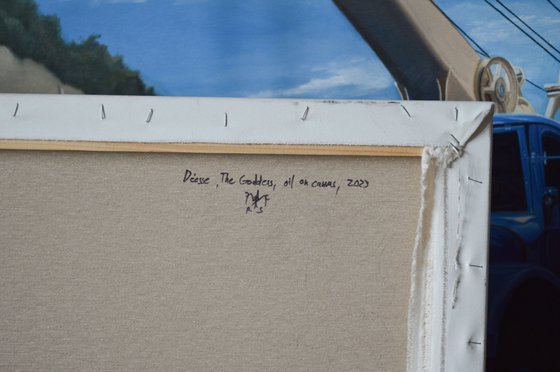 Déesse, The Goddess, oil on canvas, 2023
R S